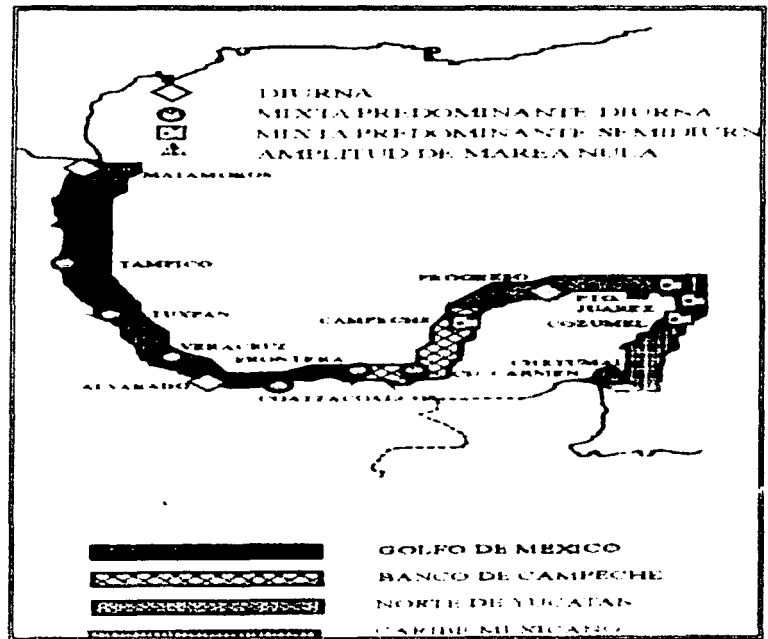 DIURNA
MIXTA PREDOMINANTE DIURNA
MIXTA PREDOMINANTE SEMIDIURN
AMPLITUD DE MAREA NULA
MATAMOROS
TAMPICO
PROGRESO
TUXPAN
PTO.
JUAREZ
CAMPECHE
COZUMEL
VERACRUZ
FRONTERA
CHETUMAL
CD. CARMEN
ALVARADO
COATZACOALCOS
GOLFO DE MEXICO
BANCO DE CAMPECHE
NORTE DE YUCATAN
CARIBE MEXICANO